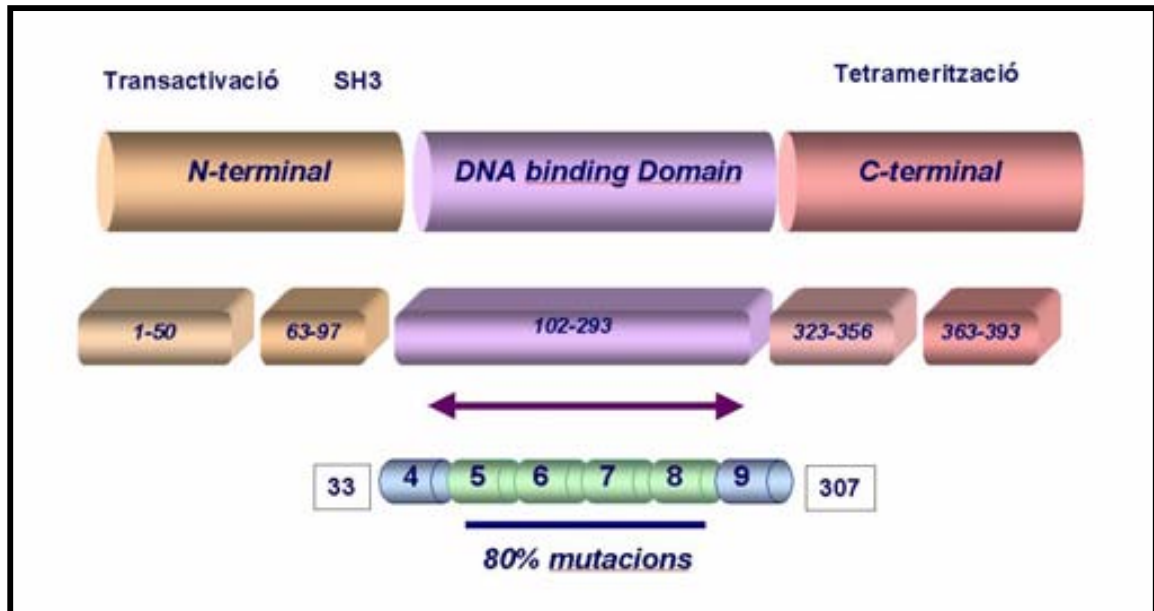 Transactivació SH3 Tetramerització
N-terminal DNA binding Domain C-terminal
1-50 63-97 102-293 323-356 363-393
33 4 5 6 7 8 9 307
80% mutacions